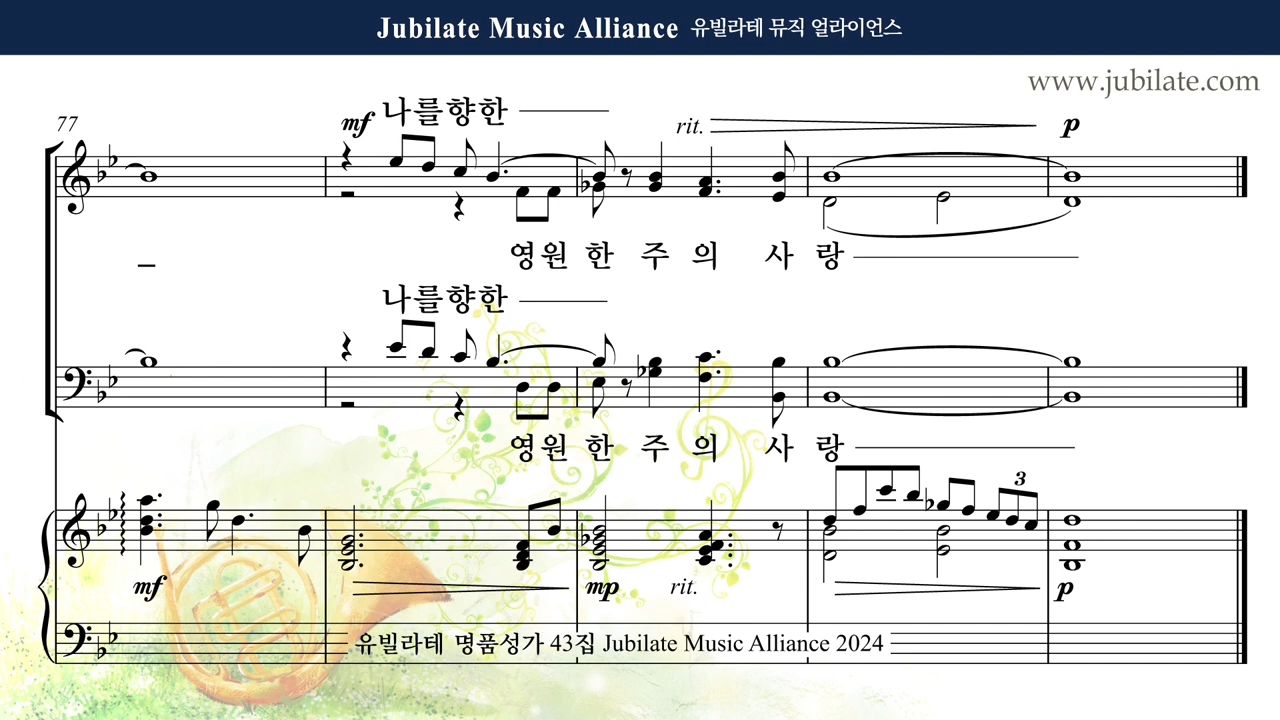 Jubilate Music Alliance 유빌라테 뮤직 얼라이언스
www.jubilate.com
77
mf 나를향한
rit.
p
영원 한 주 의 사 랑
나를향한
영원 한 주 의 사 랑
3
mf
mp
rit.
p
유빌라테 명품성가 43집 Jubilate Music Alliance 2024